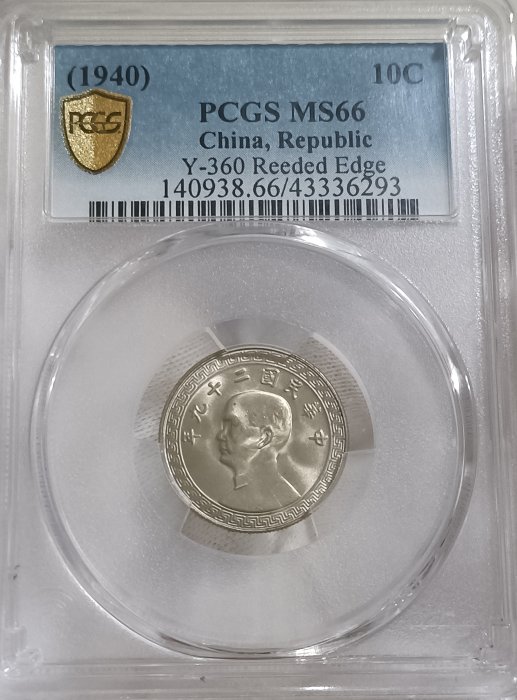 (1940) 10C
PCGS
PCGS MS66
China, Republic
Y-360 Reeded Edge
140938.66/43336293
年九十二國民華中